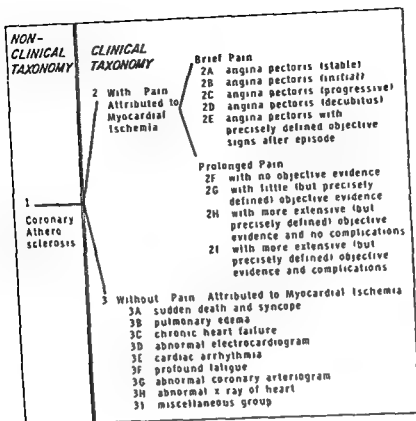 NON-
CLINICAL
TAXONOMY
CLINICAL
TAXONOMY
1
Coronary
Athero
sclerosis
2 With Pain
Attributed to
Myocardial
Ischemia
Brief Pain
2A angina pectoris (stable)
2B angina pectoris (initial)
2C angina pectoris (progressive)
2D angina pectoris (decubitus)
2E angina pectoris with
precisely defined objective
signs after episode
Prolonged Pain
2F with no objective evidence
2G with little (but precisely
defined) objective evidence
2H with more extensive (but
precisely defined) objective
evidence and no complications
2I with more extensive (but
precisely defined) objective
evidence and complications
3 Without Pain Attributed to Myocardial Ischemia
3A sudden death and syncope
3B pulmonary edema
3C chronic heart failure
3D abnormal electrocardiogram
3E cardiac arrhythmia
3F profound fatigue
3G abnormal coronary arteriogram
3H abnormal x ray of heart
3I miscellaneous group